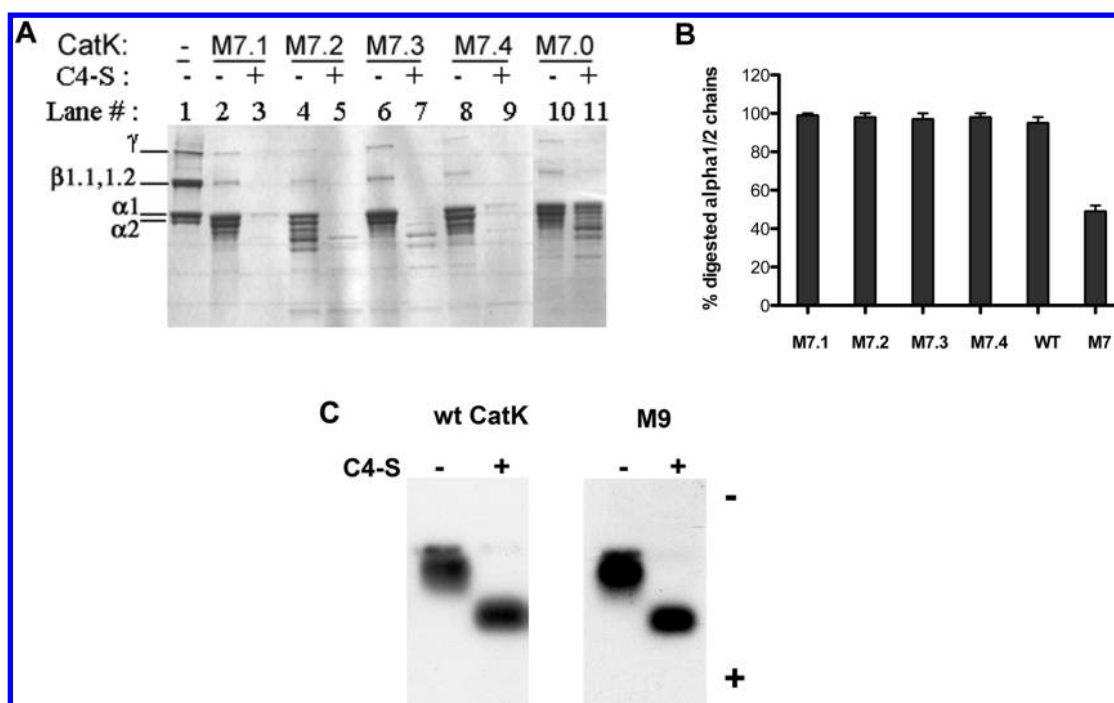 A
CatK: - M7.1 M7.2 M7.3 M7.4 M7.0
C4-S : - - + - + - + - + - +
Lane # : 1 2 3 4 5 6 7 8 9 10 11
γ
β1.1,1.2
α1
α2
B
% digested alpha1/2 chains
120
100
80
60
40
20
0
M7.1 M7.2 M7.3 M7.4 WT M7
C
wt CatK M9
C4-S - + - +
-
+